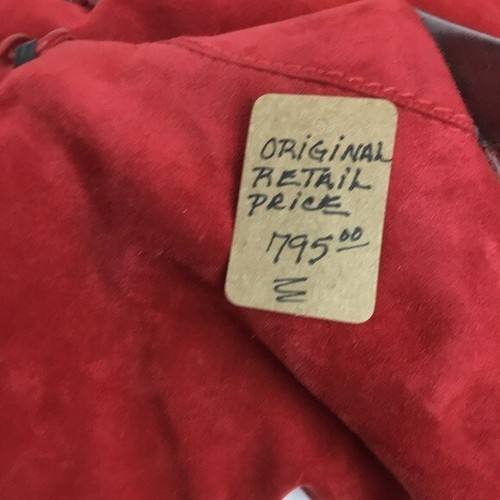 ORIGINAL
RETAIL
PRICE
795.00